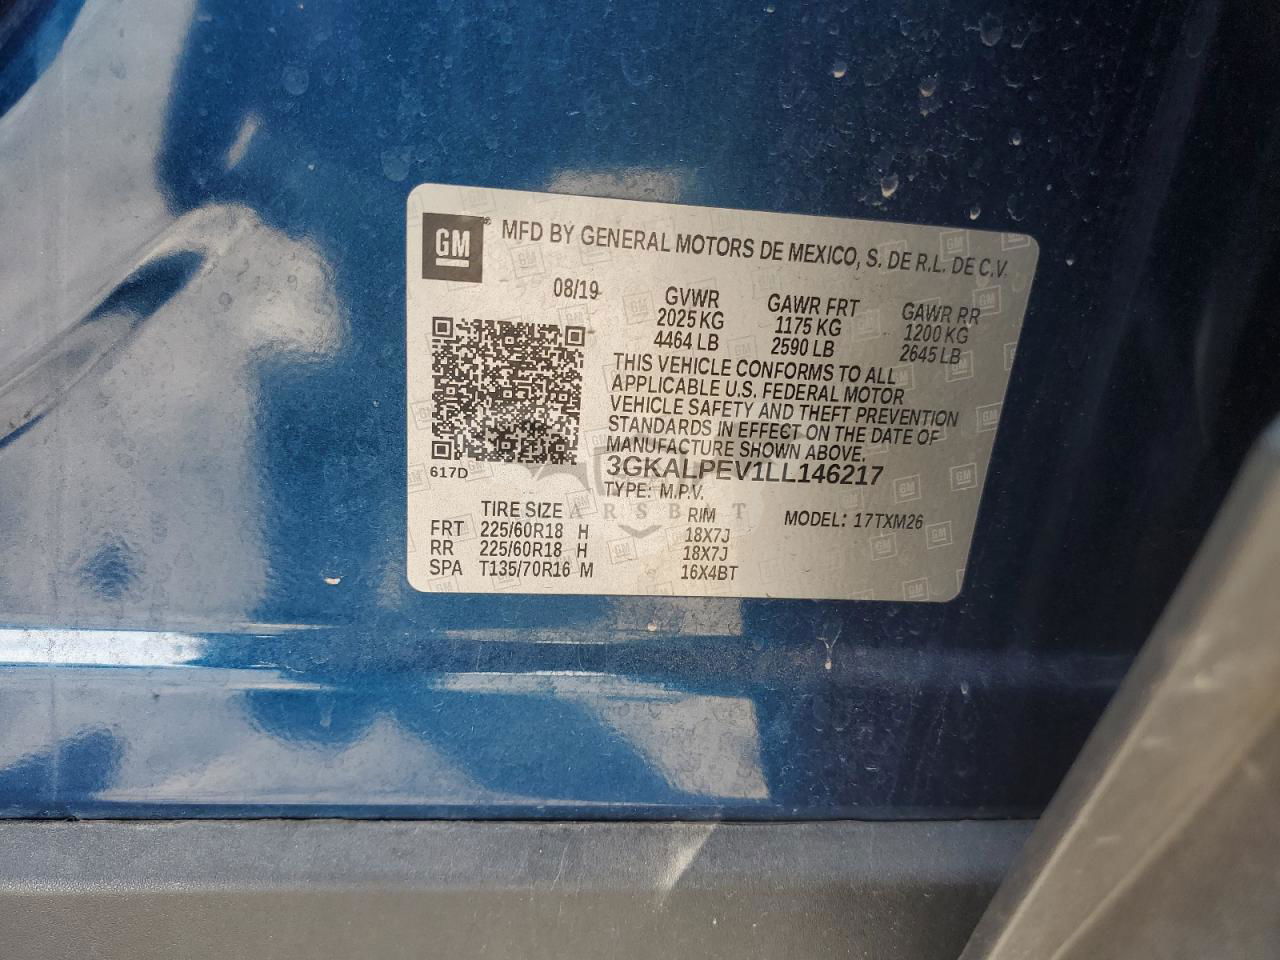 GM
MFD BY GENERAL MOTORS DE MEXICO, S. DE R.L. DE C.V.
08/19 GVWR GAWR FRT GAWR RR
2025 KG 1175 KG 1200 KG
4464 LB 2590 LB 2645 LB
THIS VEHICLE CONFORMS TO ALL
APPLICABLE U.S. FEDERAL MOTOR
VEHICLE SAFETY AND THEFT PREVENTION
STANDARDS IN EFFECT ON THE DATE OF
MANUFACTURE SHOWN ABOVE.
617D
3GKALPEV1LL146217
TYPE: M.P.V. MODEL: 17TXM26
TIRE SIZE RIM
FRT 225/60R18 H 18X7J
RR 225/60R18 H 18X7J
SPA T135/70R16 M 16X4BT